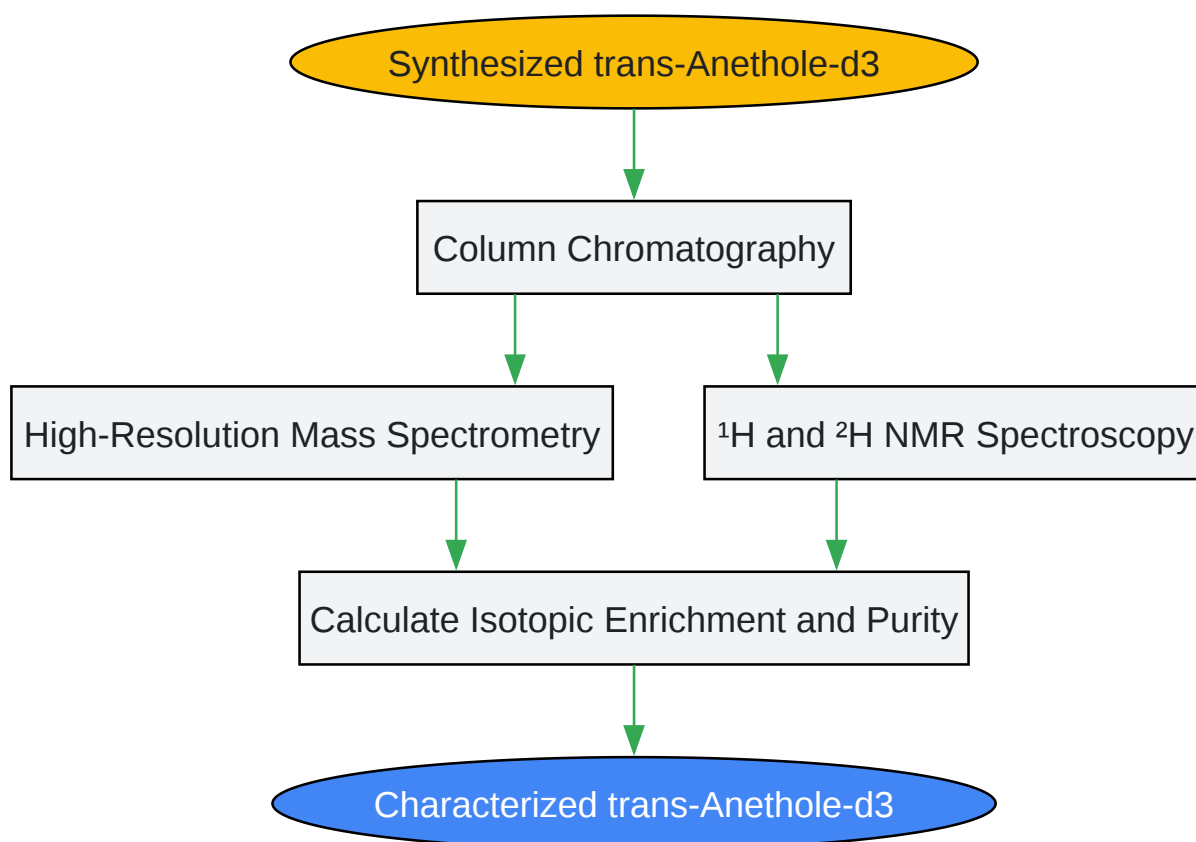 Synthesized trans-Anethole-d3
Column Chromatography
High-Resolution Mass Spectrometry
¹H and ²H NMR Spectroscopy
Calculate Isotopic Enrichment and Purity
Characterized trans-Anethole-d3